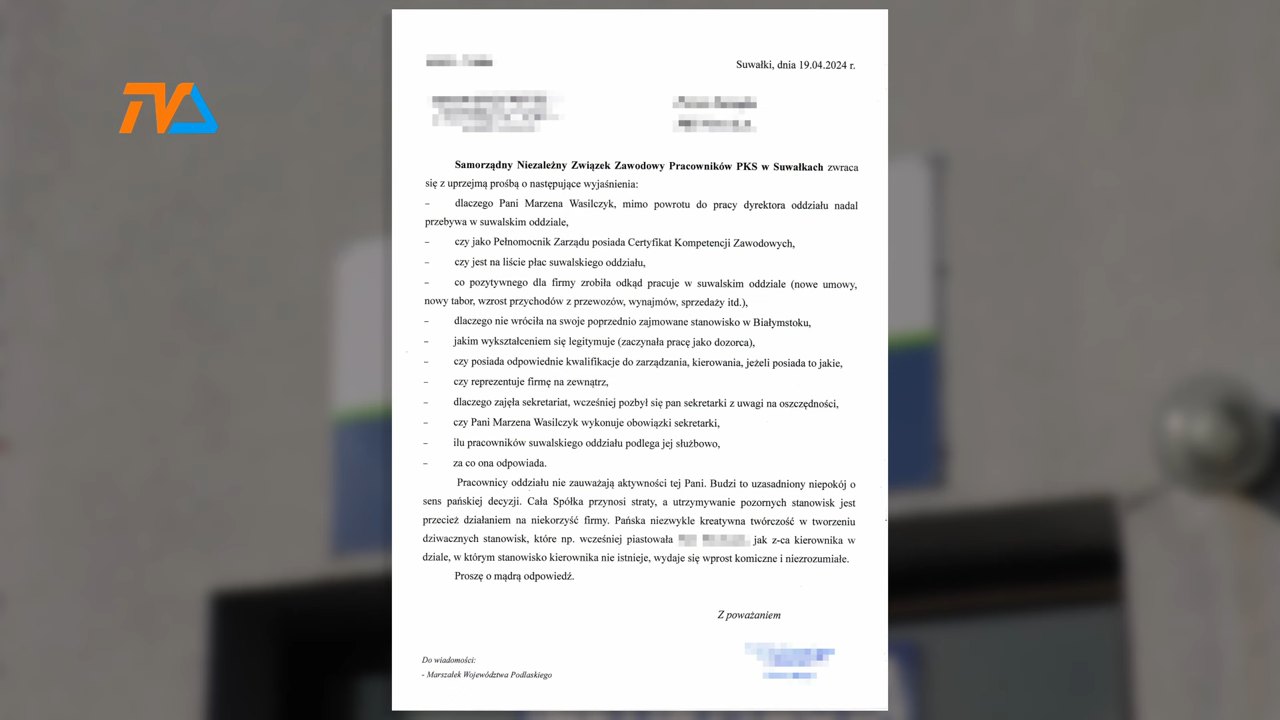 TVA
Suwałki, dnia 19.04.2024 r.
Samorządny Niezależny Związek Zawodowy Pracowników PKS w Suwałkach zwraca
się z uprzejmą prośbą o następujące wyjaśnienia:
– dlaczego Pani Marzena Wasilczyk, mimo powrotu do pracy dyrektora oddziału nadal
przebywa w suwalskim oddziale,
– czy jako Pełnomocnik Zarządu posiada Certyfikat Kompetencji Zawodowych,
– czy jest na liście płac suwalskiego oddziału,
– co pozytywnego dla firmy zrobiła odkąd pracuje w suwalskim oddziale (nowe umowy,
nowy tabor, wzrost przychodów z przewozów, wynajmów, sprzedaży itd.),
– dlaczego nie wróciła na swoje poprzednio zajmowane stanowisko w Białymstoku,
– jakim wykształceniem się legitymuje (zaczynała pracę jako dozorca),
– czy posiada odpowiednie kwalifikacje do zarządzania, kierowania, jeżeli posiada to jakie,
– czy reprezentuje firmę na zewnątrz,
– dlaczego zajęła sekretariat, wcześniej pozbył się pan sekretarki z uwagi na oszczędności,
– czy Pani Marzena Wasilczyk wykonuje obowiązki sekretarki,
– ilu pracowników suwalskiego oddziału podlega jej służbowo,
– za co ona odpowiada.
Pracownicy oddziału nie zauważają aktywności tej Pani. Budzi to uzasadniony niepokój o
sens pańskiej decyzji. Cała Spółka przynosi straty, a utrzymywanie pozornych stanowisk jest
przecież działaniem na niekorzyść firmy. Pańska niezwykle kreatywna twórczość w tworzeniu
dziwacznych stanowisk, które np. wcześniej piastowała jak z-ca kierownika w
dziale, w którym stanowisko kierownika nie istnieje, wydaje się wprost komiczne i niezrozumiałe.
Proszę o mądrą odpowiedź.
Z poważaniem
Do wiadomości:
- Marszałek Województwa Podlaskiego